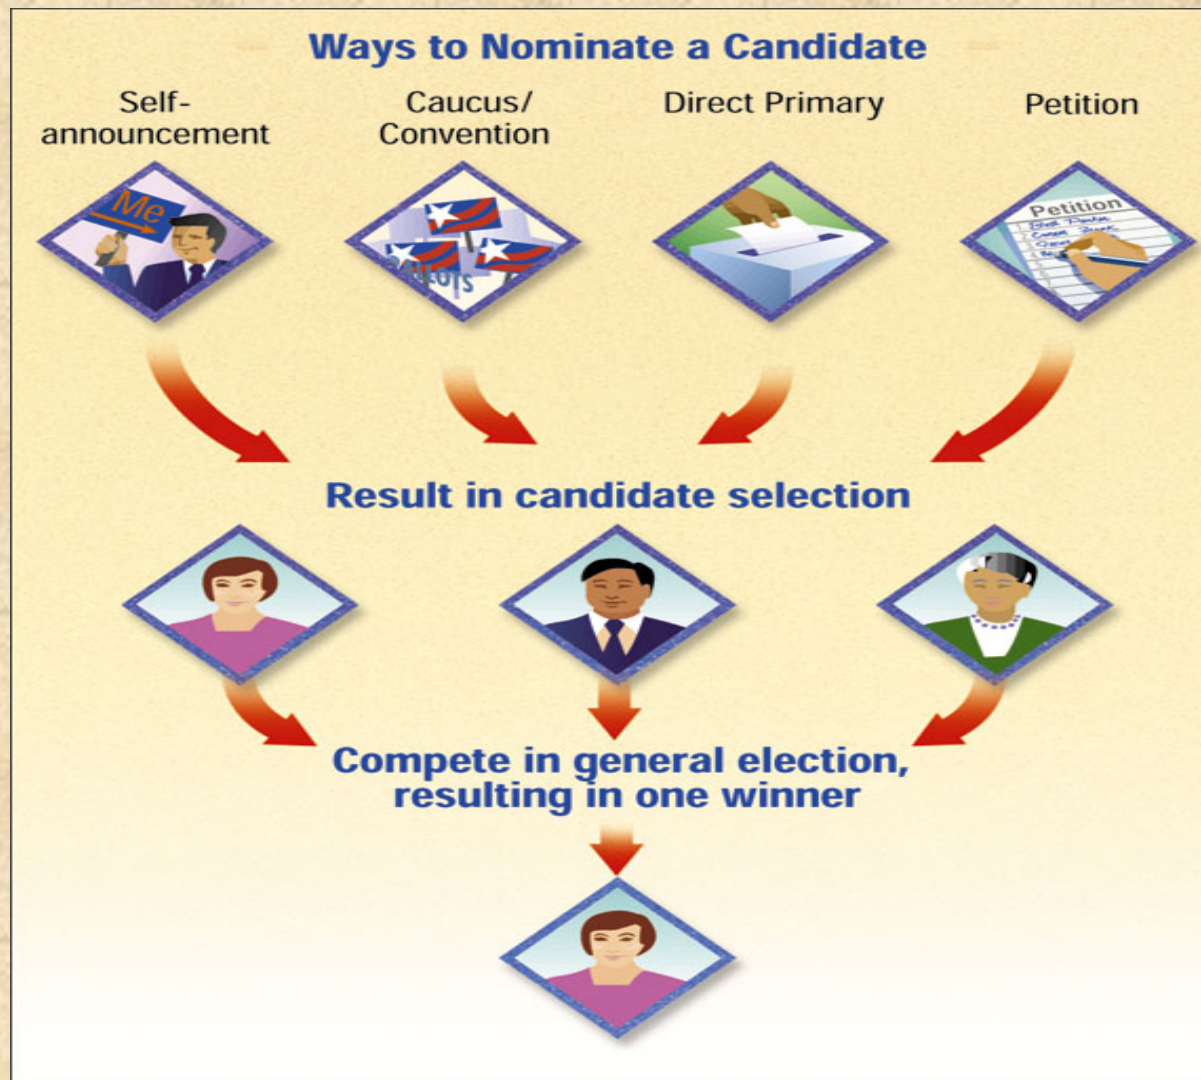 Ways to Nominate a Candidate
Self-
announcement
Caucus/
Convention
Direct Primary
Petition
Me
Petition
Result in candidate selection
Compete in general election,
resulting in one winner